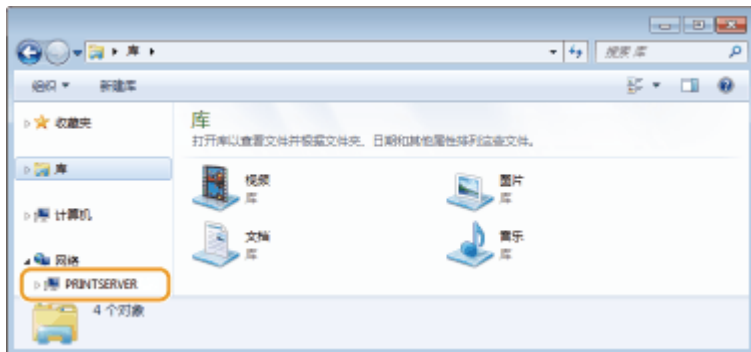 库
搜索 库
组织 新建库
收藏夹
库
计算机
网络
PRINTSERVER
库
打开库以查看文件并根据文件夹、日期和其他属性排列这些文件。
视频
库
图片
库
文档
库
音乐
库
4 个对象